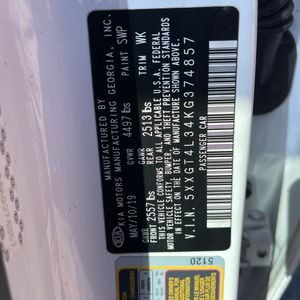 KIA MANUFACTURED BY
KIA MOTORS MANUFACTURING GEORGIA, INC.
MAY/10/19 GVWR 4497 lbs PAINT SWP
GAWR FRONT 2557 lbs GAWR REAR 2513 lbs TRIM WK
THIS VEHICLE CONFORMS TO ALL APPLICABLE U.S.A. FEDERAL
MOTOR VEHICLE SAFETY BUMPER, AND THEFT PREVENTION STANDARDS
IN EFFECT ON THE DATE OF MANUFACTURE SHOWN ABOVE.
V.I.N. 5XXGT4L34KG374857
PASSENGER CAR
5120